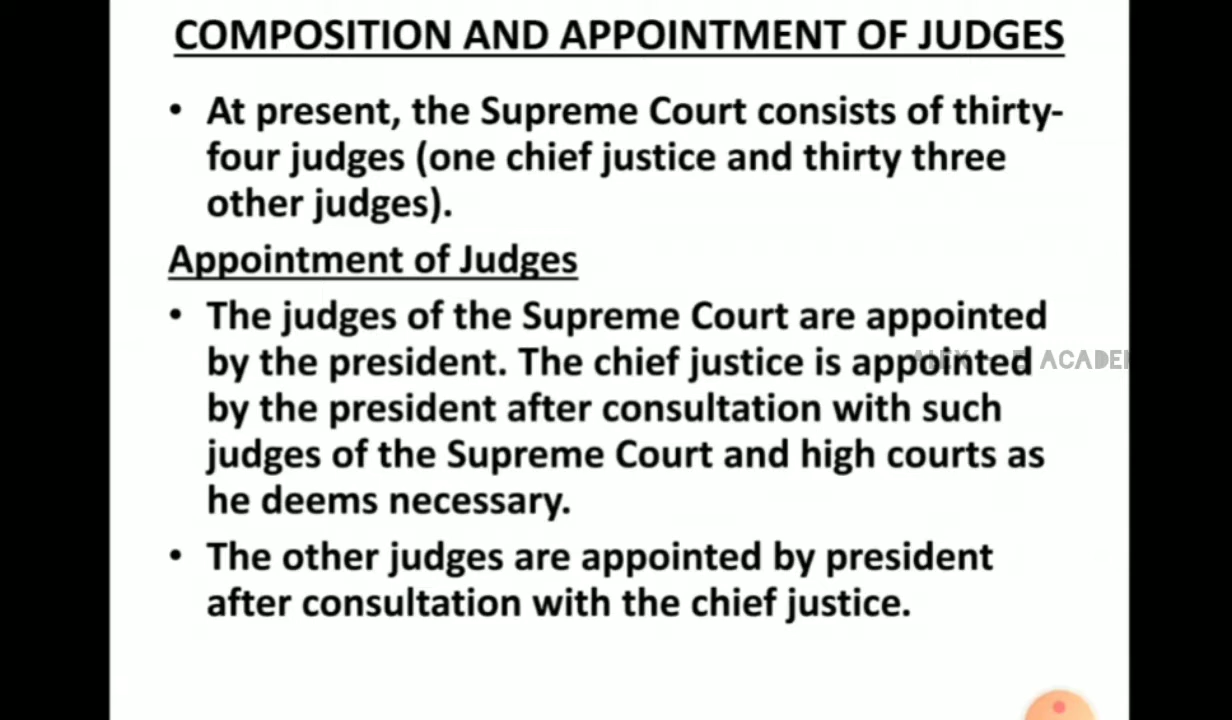 COMPOSITION AND APPOINTMENT OF JUDGES
• At present, the Supreme Court consists of thirty-
four judges (one chief justice and thirty three
other judges).
Appointment of Judges
• The judges of the Supreme Court are appointed
by the president. The chief justice is appointed
by the president after consultation with such
judges of the Supreme Court and high courts as
he deems necessary.
• The other judges are appointed by president
after consultation with the chief justice.